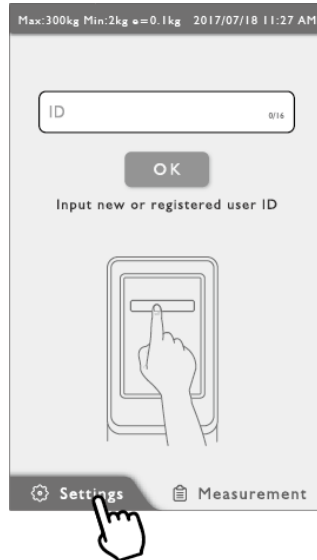 Max:300kg Min:2kg e=0.1kg 2017/07/18 11:27 AM
ID 0/16
OK
Input new or registered user ID
Settings Measurement